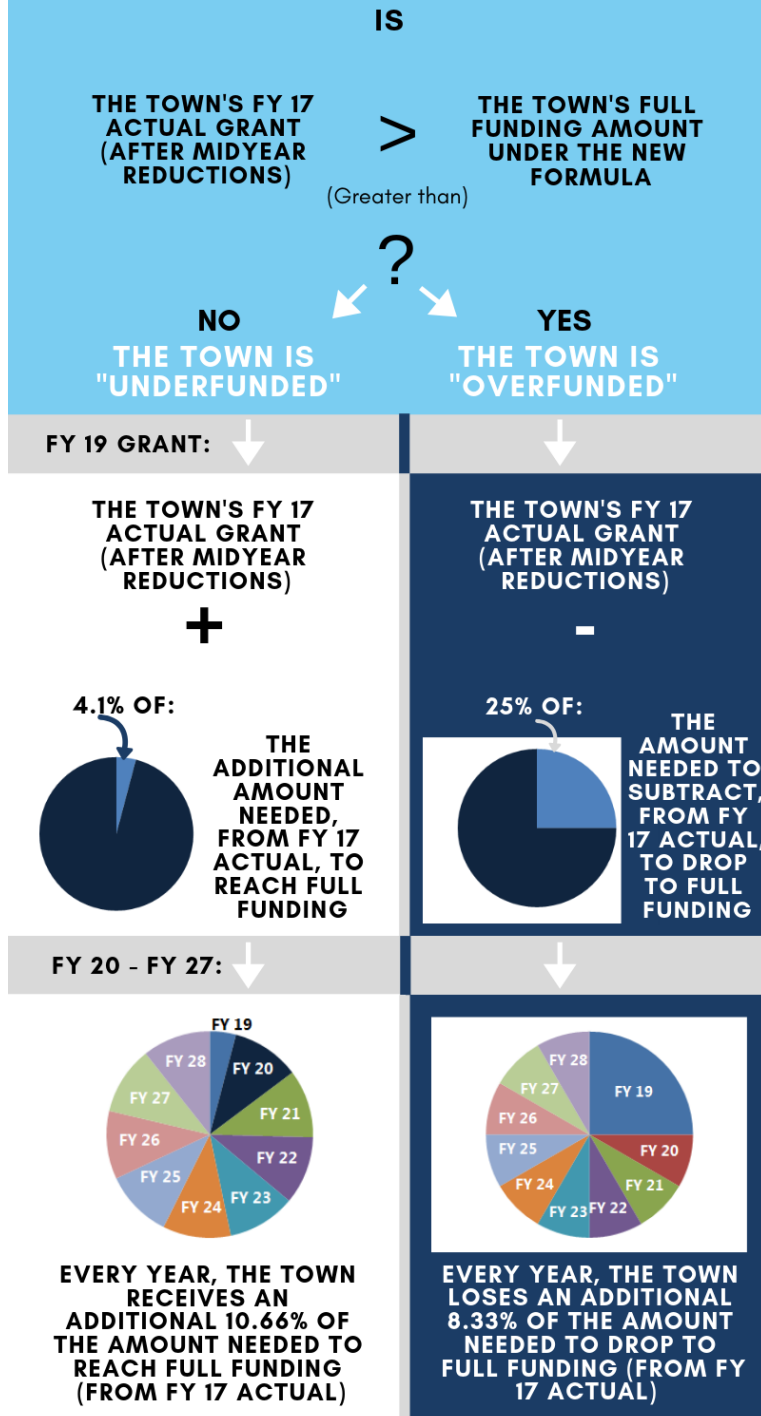 IS
THE TOWN'S FY 17
ACTUAL GRANT
(AFTER MIDYEAR
REDUCTIONS)
>
(Greater than)
THE TOWN'S FULL
FUNDING AMOUNT
UNDER THE NEW
FORMULA
?
NO
THE TOWN IS
"UNDERFUNDED"
YES
THE TOWN IS
"OVERFUNDED"
FY 19 GRANT:
THE TOWN'S FY 17
ACTUAL GRANT
(AFTER MIDYEAR
REDUCTIONS)
+
4.1% OF:
THE
ADDITIONAL
AMOUNT
NEEDED,
FROM FY 17
ACTUAL, TO
REACH FULL
FUNDING
THE TOWN'S FY 17
ACTUAL GRANT
(AFTER MIDYEAR
REDUCTIONS)
-
25% OF:
THE
AMOUNT
NEEDED TO
SUBTRACT,
FROM FY
17 ACTUAL,
TO DROP
TO FULL
FUNDING
FY 20 - FY 27:
FY 19
FY 20
FY 21
FY 22
FY 23
FY 24
FY 25
FY 26
FY 27
FY 28
EVERY YEAR, THE TOWN
RECEIVES AN
ADDITIONAL 10.66% OF
THE AMOUNT NEEDED TO
REACH FULL FUNDING
(FROM FY 17 ACTUAL)
FY 19
FY 20
FY 21
FY 22
FY 23
FY 24
FY 25
FY 26
FY 27
FY 28
EVERY YEAR, THE TOWN
LOSES AN ADDITIONAL
8.33% OF THE AMOUNT
NEEDED TO DROP TO
FULL FUNDING (FROM FY
17 ACTUAL)